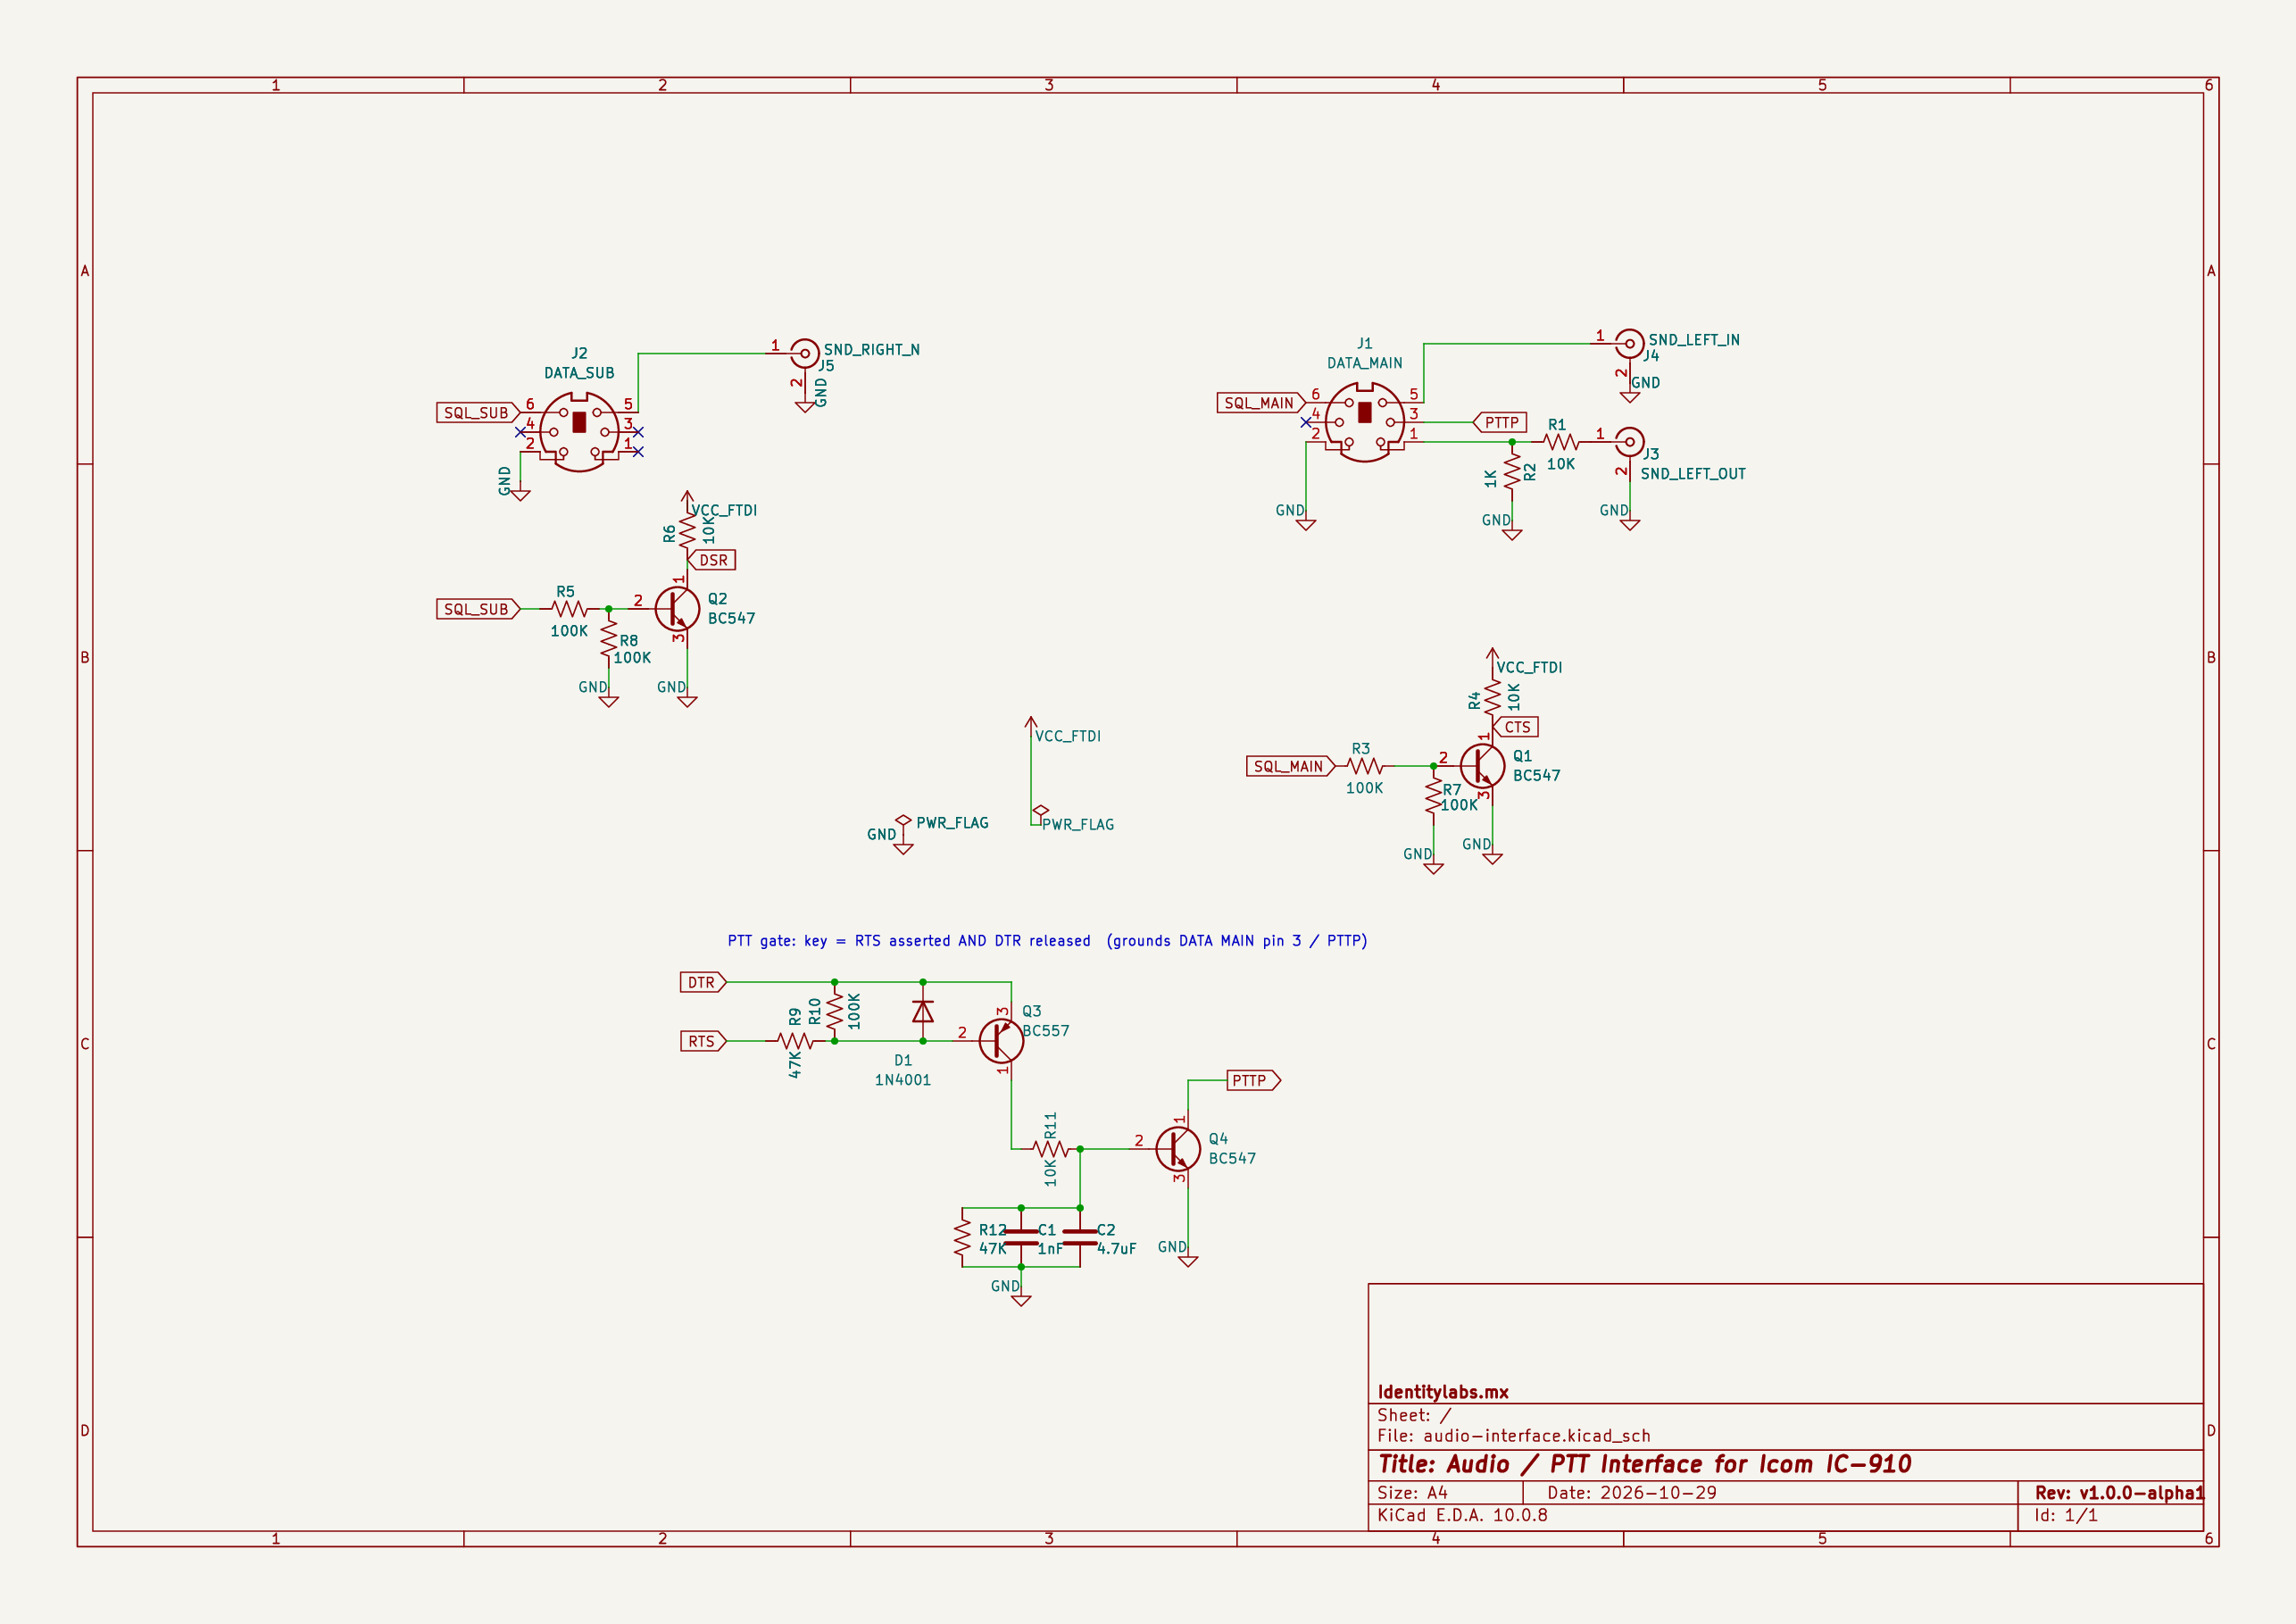 1 2 3 4 5 6
A A
J2
DATA_SUB
SQL_SUB
6 5
4 3
2 1
GND
1
SND_RIGHT_N
J5
2
GND
J1
DATA_MAIN
SQL_MAIN
6 5
4 3
2 1
GND
PTTP
1
SND_LEFT_IN
J4
2
GND
R1
10K
1
J3
2
SND_LEFT_OUT
GND
1K
R2
GND
VCC_FTDI
R6
10K
DSR
SQL_SUB
R5
100K
R8
100K
GND
2
1
3
Q2
BC547
GND
B B
VCC_FTDI
R4
10K
CTS
SQL_MAIN
R3
100K
R7
100K
GND
2
1
3
Q1
BC547
GND
VCC_FTDI
PWR_FLAG
GND
PWR_FLAG
PTT gate: key = RTS asserted AND DTR released (grounds DATA MAIN pin 3 / PTTP)
DTR
RTS
R9
47K
R10
100K
D1
1N4001
2
3
1
Q3
BC557
C C
PTTP
R11
10K
2
1
3
Q4
BC547
GND
R12
47K
C1
1nF
C2
4.7uF
GND
D D
Identitylabs.mx
Sheet: /
File: audio-interface.kicad_sch
Title: Audio / PTT Interface for Icom IC-910
Size: A4 Date: 2026-10-29 Rev: v1.0.0-alpha1
KiCad E.D.A. 10.0.8 Id: 1/1
1 2 3 4 5 6